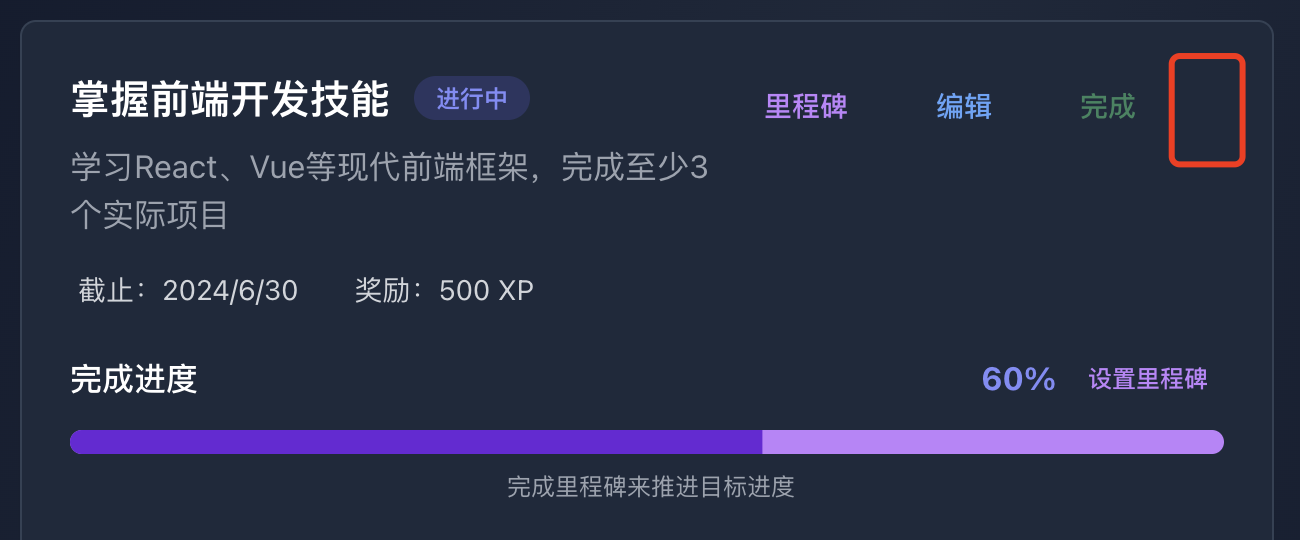 掌握前端开发技能 进行中 里程碑 编辑 完成
学习React、Vue等现代前端框架，完成至少3
个实际项目
截止：2024/6/30 奖励：500 XP
完成进度 60% 设置里程碑
完成里程碑来推进目标进度